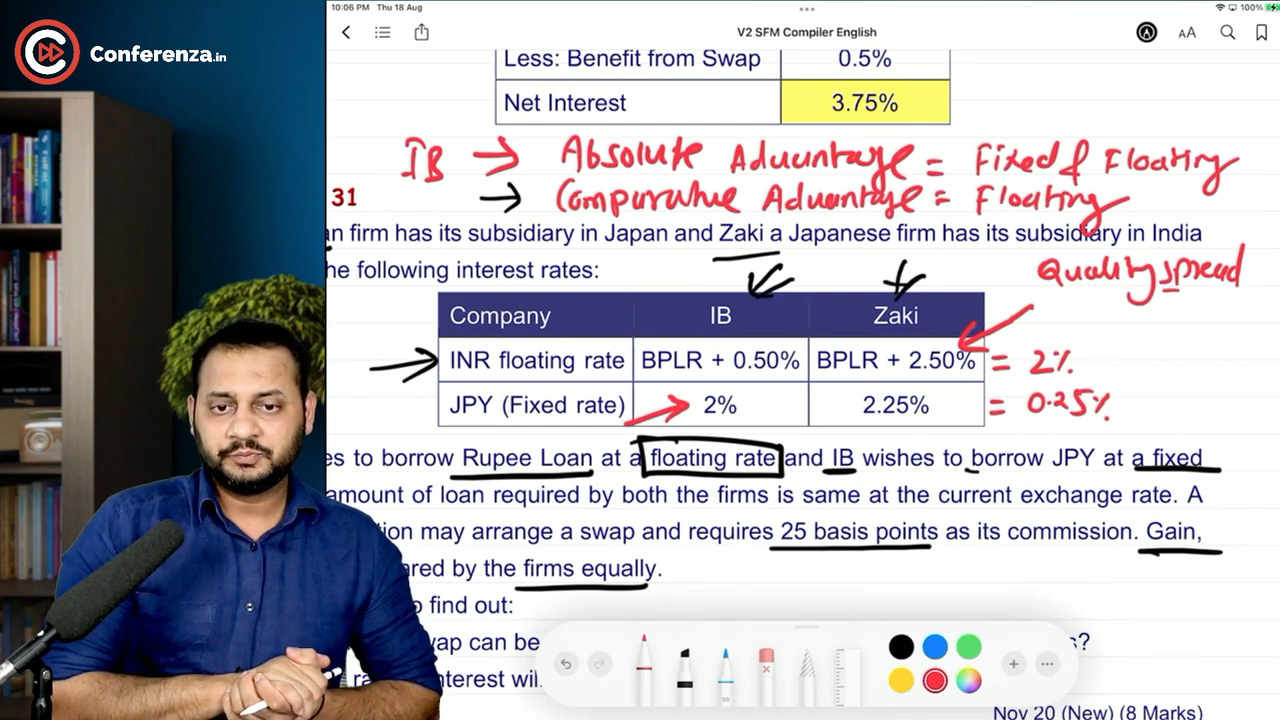 10:06 PM Thu 18 Aug
100%
Conferenza.in
V2 SFM Compiler English
AA
Less: Benefit from Swap 0.5%
Net Interest 3.75%
IB → Absolute Advantage = Fixed & Floating
31 → Comparative Advantage = Floating
an firm has its subsidiary in Japan and Zaki a Japanese firm has its subsidiary in India
he following interest rates:
Quality spread
Company IB Zaki
INR floating rate BPLR + 0.50% BPLR + 2.50% = 2%
JPY (Fixed rate) 2% 2.25% = 0.25%
es to borrow Rupee Loan at a floating rate and IB wishes to borrow JPY at a fixed
amount of loan required by both the firms is same at the current exchange rate. A
tion may arrange a swap and requires 25 basis points as its commission. Gain,
ared by the firms equally.
o find out:
wap can be s?
ra nterest wil
Nov 20 (New) (8 Marks)